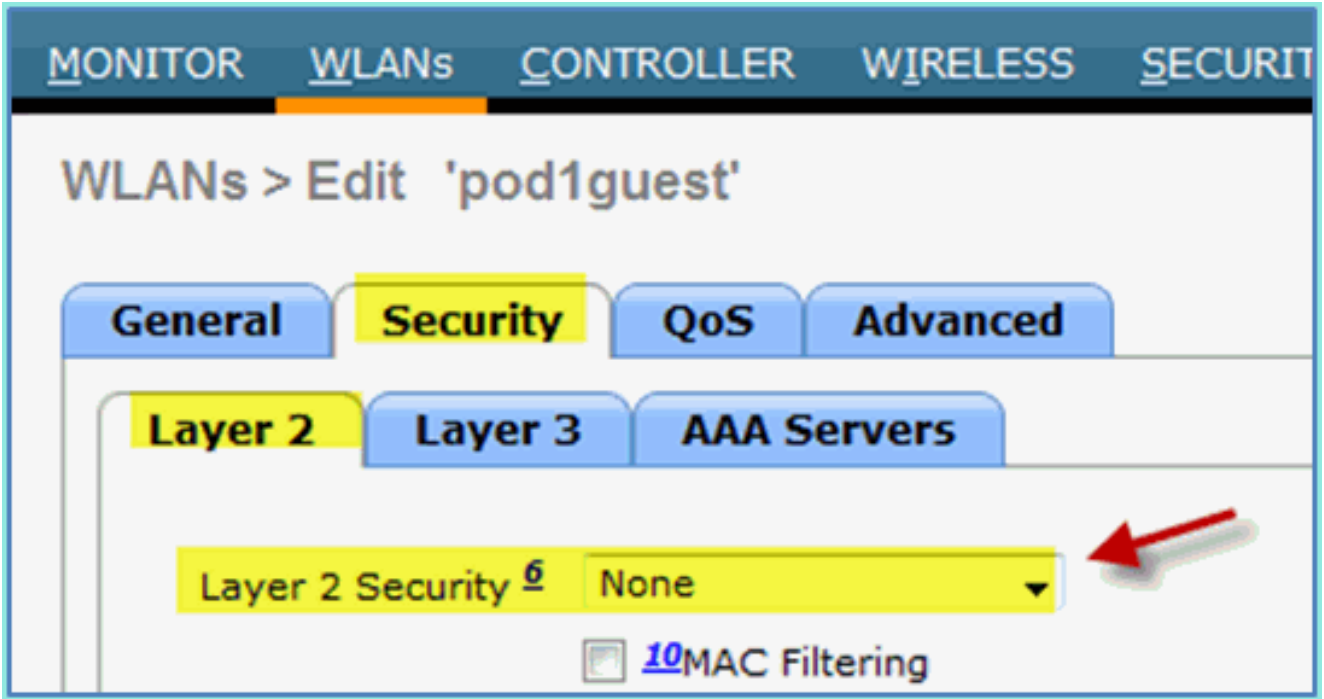 MONITOR WLANs CONTROLLER WIRELESS SECURIT
WLANs > Edit 'pod1guest'
General Security QoS Advanced
Layer 2 Layer 3 AAA Servers
Layer 2 Security 6 None
10MAC Filtering